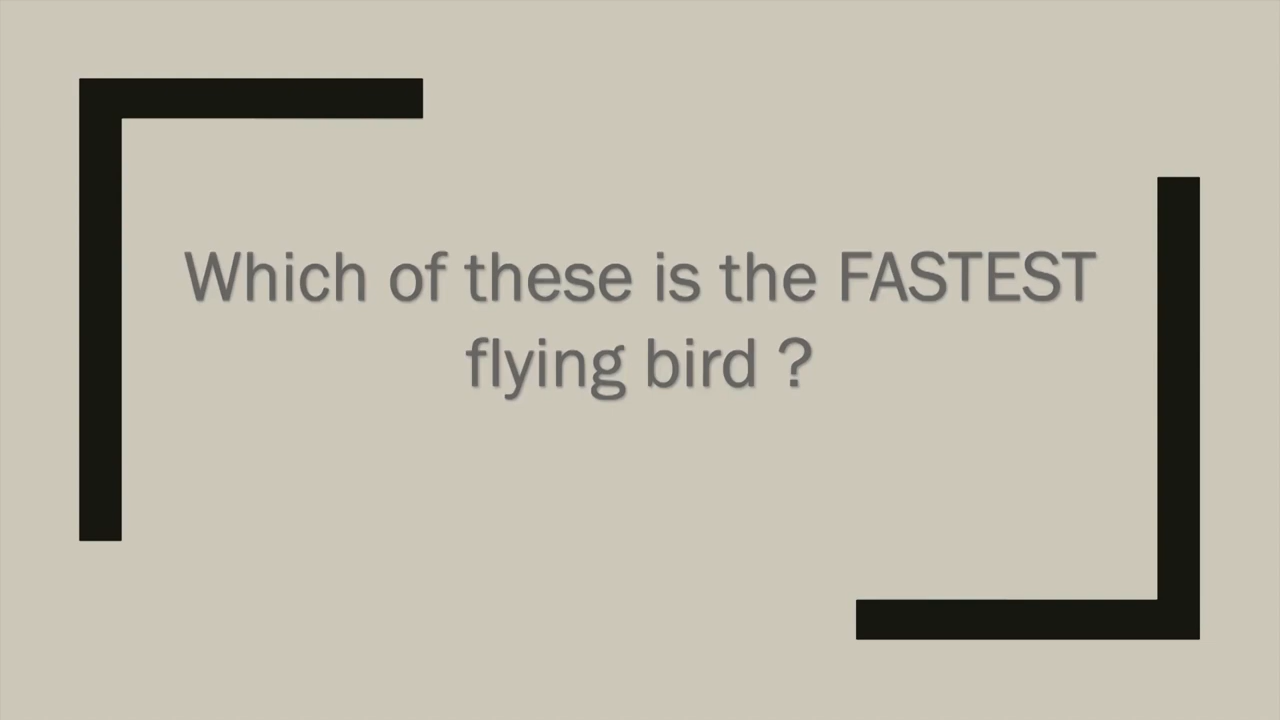 Which of these is the FASTEST
flying bird ?